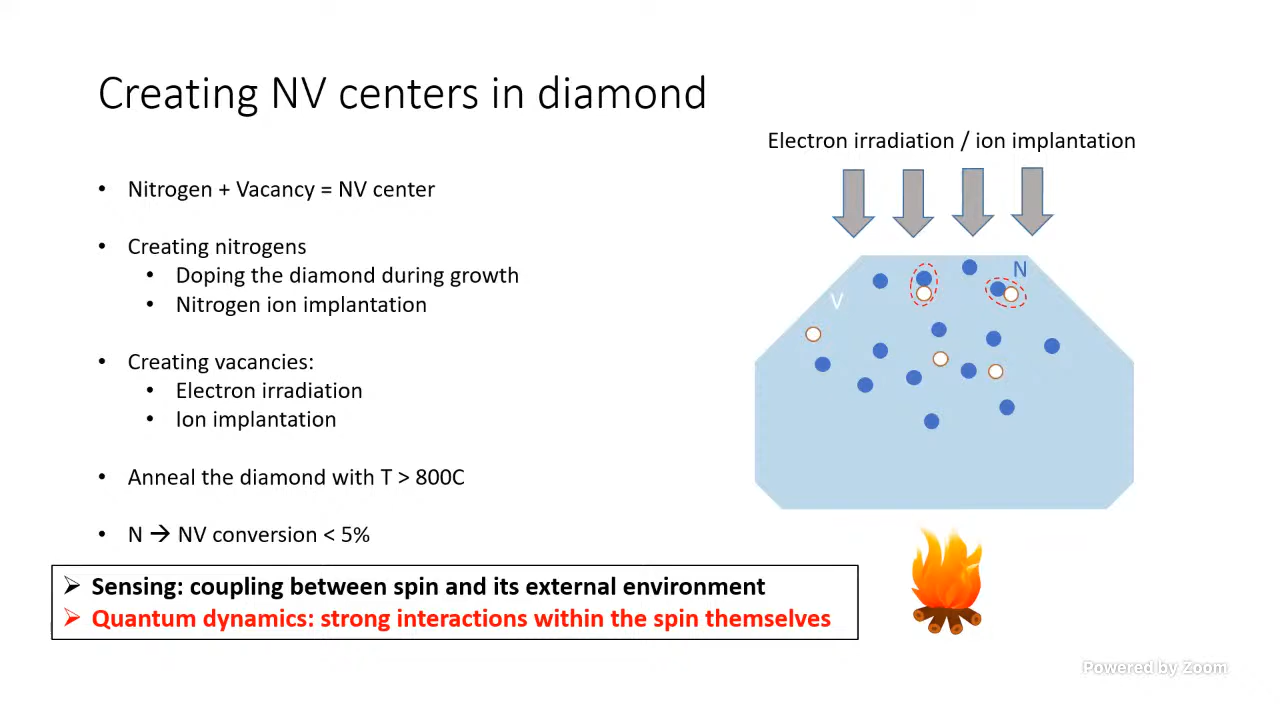 Creating NV centers in diamond
Electron irradiation / ion implantation
• Nitrogen + Vacancy = NV center
• Creating nitrogens
• Doping the diamond during growth
• Nitrogen ion implantation
• Creating vacancies:
• Electron irradiation
• Ion implantation
• Anneal the diamond with T > 800C
• N → NV conversion < 5%
N
V
➢ Sensing: coupling between spin and its external environment
➢ Quantum dynamics: strong interactions within the spin themselves
Powered by Zoom